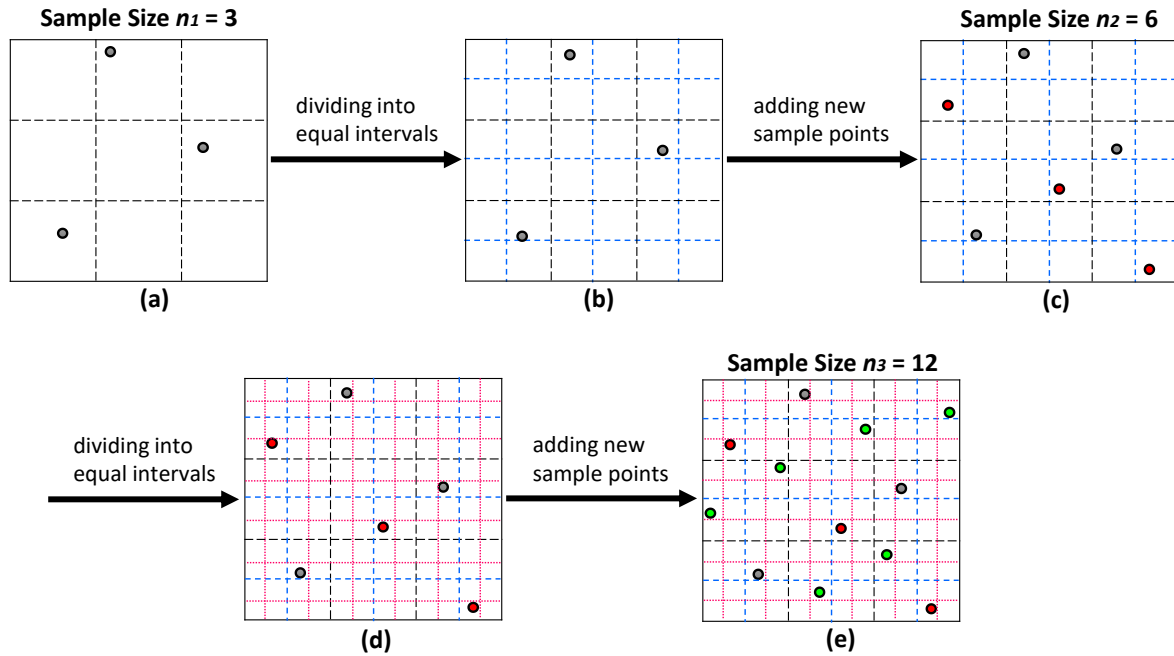 Sample Size n1 = 3
Sample Size n2 = 6
dividing into
equal intervals
adding new
sample points
(a)
(b)
(c)
Sample Size n3 = 12
dividing into
equal intervals
adding new
sample points
(d)
(e)